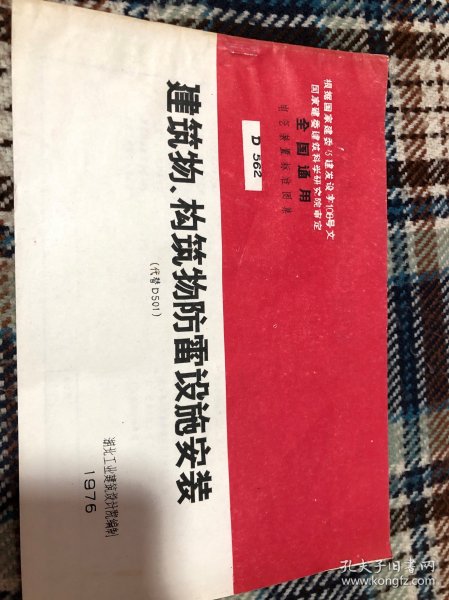 根据国家建委75建发设字108号文
国家建委建筑科学研究院审定
全国通用
电气装置标准图集
D 562
建筑物、构筑物防雷设施安装
(代替D501)
湖北工业建筑设计院编制
1976
孔夫子旧书网
www.kongfz.com